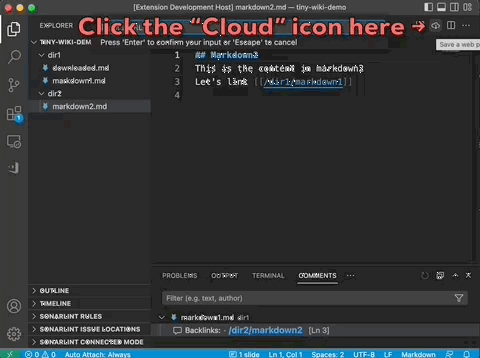 [Extension Development Host] markdown2.md — tiny-wiki-demo
Click the “Cloud” icon here →
EXPLORER
Press 'Enter' to confirm your input or 'Escape' to cancel
Save a web p
TINY-WIKI-DEM
dir1
downloaded.md
markdown1.md
dir2
markdown2.md
1 ## Markdown2
2 This is the content in markdown2
3 Let's link [[/dir1/markdown1]]
4
OUTLINE
TIMELINE
SONARLINT RULES
SONARLINT ISSUE LOCATIONS
SONARLINT CONNECTED MODE
PROBLEMS OUTPUT TERMINAL COMMENTS ...
Filter (e.g. text, author)
markdown1.md dir1
Backlinks: - /dir2/markdown2 [Ln 3]
1
0 0 Auto Attach: Always
1 slide Ln 1, Col 1 Spaces: 2 UTF-8 LF Markdown